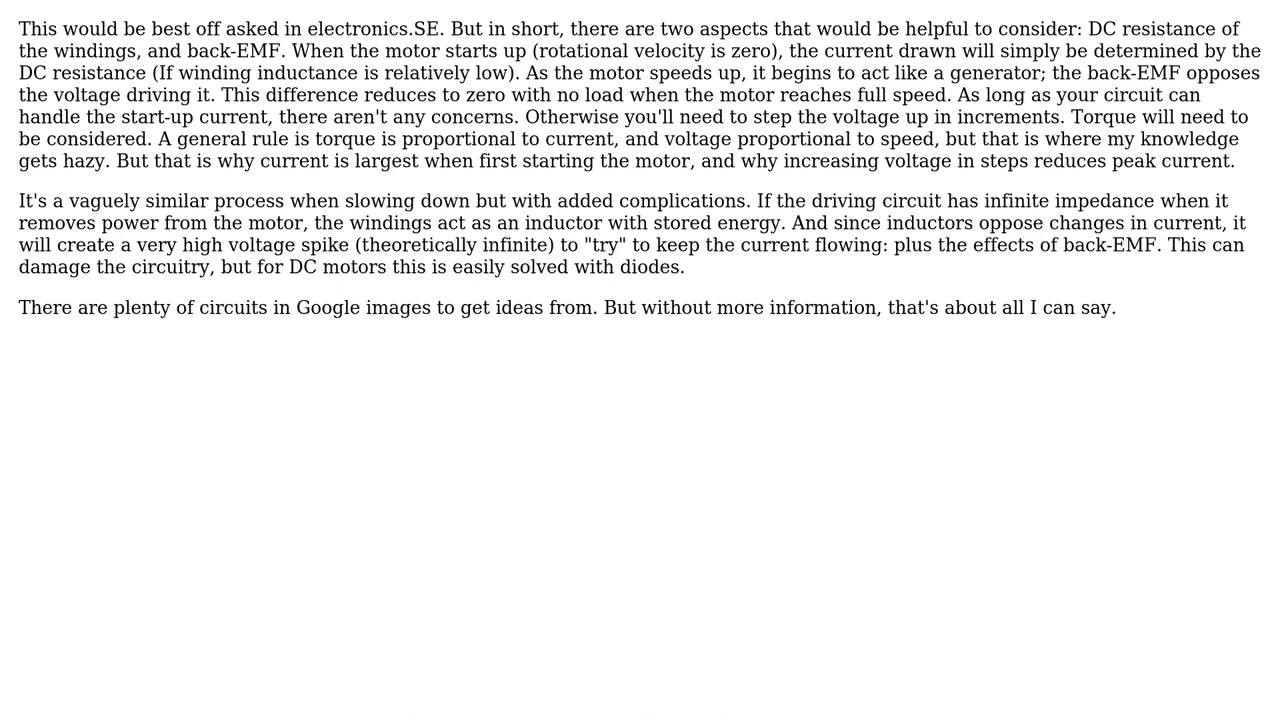 This would be best off asked in electronics.SE. But in short, there are two aspects that would be helpful to consider: DC resistance of
the windings, and back-EMF. When the motor starts up (rotational velocity is zero), the current drawn will simply be determined by the
DC resistance (If winding inductance is relatively low). As the motor speeds up, it begins to act like a generator; the back-EMF opposes
the voltage driving it. This difference reduces to zero with no load when the motor reaches full speed. As long as your circuit can
handle the start-up current, there aren't any concerns. Otherwise you'll need to step the voltage up in increments. Torque will need to
be considered. A general rule is torque is proportional to current, and voltage proportional to speed, but that is where my knowledge
gets hazy. But that is why current is largest when first starting the motor, and why increasing voltage in steps reduces peak current.
It's a vaguely similar process when slowing down but with added complications. If the driving circuit has infinite impedance when it
removes power from the motor, the windings act as an inductor with stored energy. And since inductors oppose changes in current, it
will create a very high voltage spike (theoretically infinite) to "try" to keep the current flowing: plus the effects of back-EMF. This can
damage the circuitry, but for DC motors this is easily solved with diodes.
There are plenty of circuits in Google images to get ideas from. But without more information, that's about all I can say.